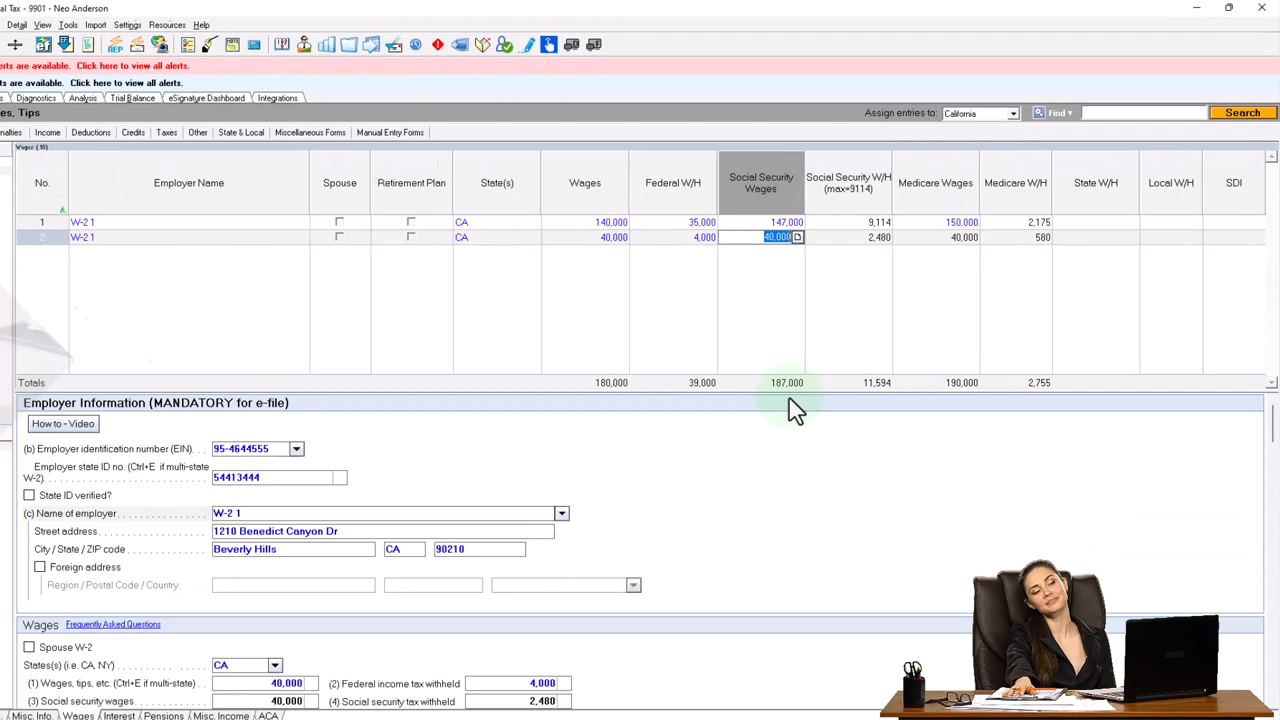 al Tax - 9901 - Neo Anderson
Detail View Tools Import Settings Resources Help
erts are available. Click here to view all alerts.
rts are available. Click here to view all alerts.
s Diagnostics Analysis Trial Balance eSignature Dashboard Integrations
es, Tips Assign entries to: California Find Search
nalties Income Deductions Credits Taxes Other State & Local Miscellaneous Forms Manual Entry Forms
Wages (10)
No. Employer Name Spouse Retirement Plan State(s) Wages Federal W/H Social Security Wages Social Security W/H (max=9114) Medicare Wages Medicare W/H State W/H Local W/H SDI
1 W-2 1 CA 140,000 35,000 147,000 9,114 150,000 2,175
2 W-2 1 CA 40,000 4,000 40,000 2,480 40,000 580
Totals 180,000 39,000 187,000 11,594 190,000 2,755
Employer Information (MANDATORY for e-file)
How to - Video
(b) Employer identification number (EIN). . 95-4644555
Employer state ID no. (Ctrl+E if multi-state
W-2). 54413444
State ID verified?
(c) Name of employer W-2 1
Street address 1210 Benedict Canyon Dr
City / State / ZIP code Beverly Hills CA 90210
Foreign address
Region / Postal Code / Country.
Wages Frequently Asked Questions
Spouse W-2
States(s) (i.e. CA, NY) CA
(1) Wages, tips, etc. (Ctrl+E if multi-state) 40,000 (2) Federal income tax withheld 4,000
(3) Social security wages 40,000 (4) Social security tax withheld 2,480
Misc. Info. Wages Interest Pensions Misc. Income ACA